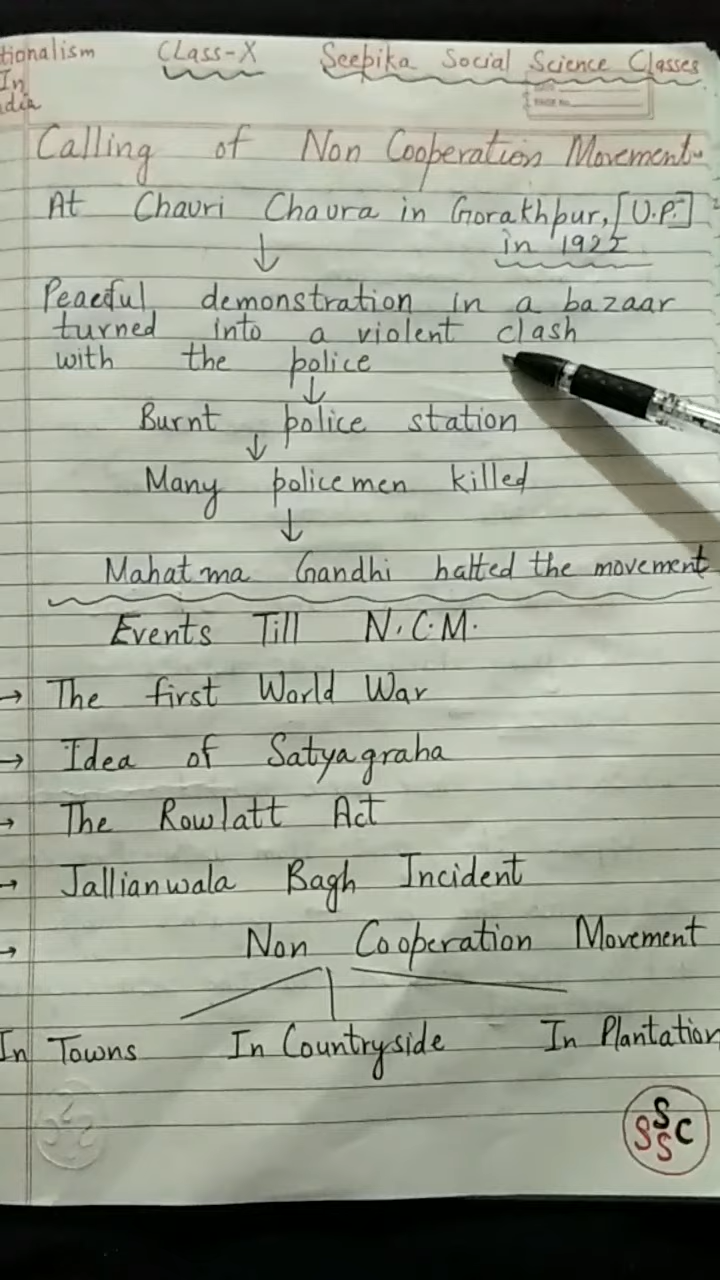 tionalism CLASS-X Seepika Social Science Classes
In
dia
PAGE No.
Calling of Non Cooperation Movement-
At Chauri Chaura in Gorakhpur, [U.P.]
in 1922
↓
Peaceful demonstration in a bazaar
turned into a violent clash
with the police
↓
Burnt police station
↓
Many policemen killed
↓
Mahatma Gandhi halted the movement
Events Till N.C.M.
→ The first World War
→ Idea of Satyagraha
→ The Rowlatt Act
→ Jallianwala Bagh Incident
→ Non Cooperation Movement
In Towns In Countryside In Plantation
SSSC